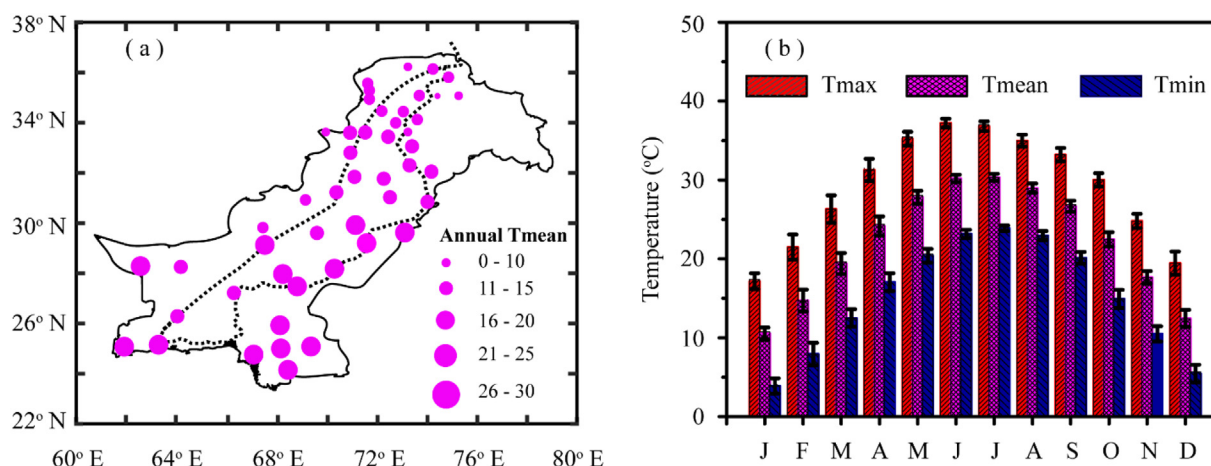 38° N
34° N
30° N
26° N
22° N
60° E 64° E 68° E 72° E 76° E 80° E
( a )
Annual Tmean
0 - 10
11 - 15
16 - 20
21 - 25
26 - 30
( b )
Tmax Tmean Tmin
Temperature (°C)
50
40
30
20
10
0
J F M A M J J A S O N D